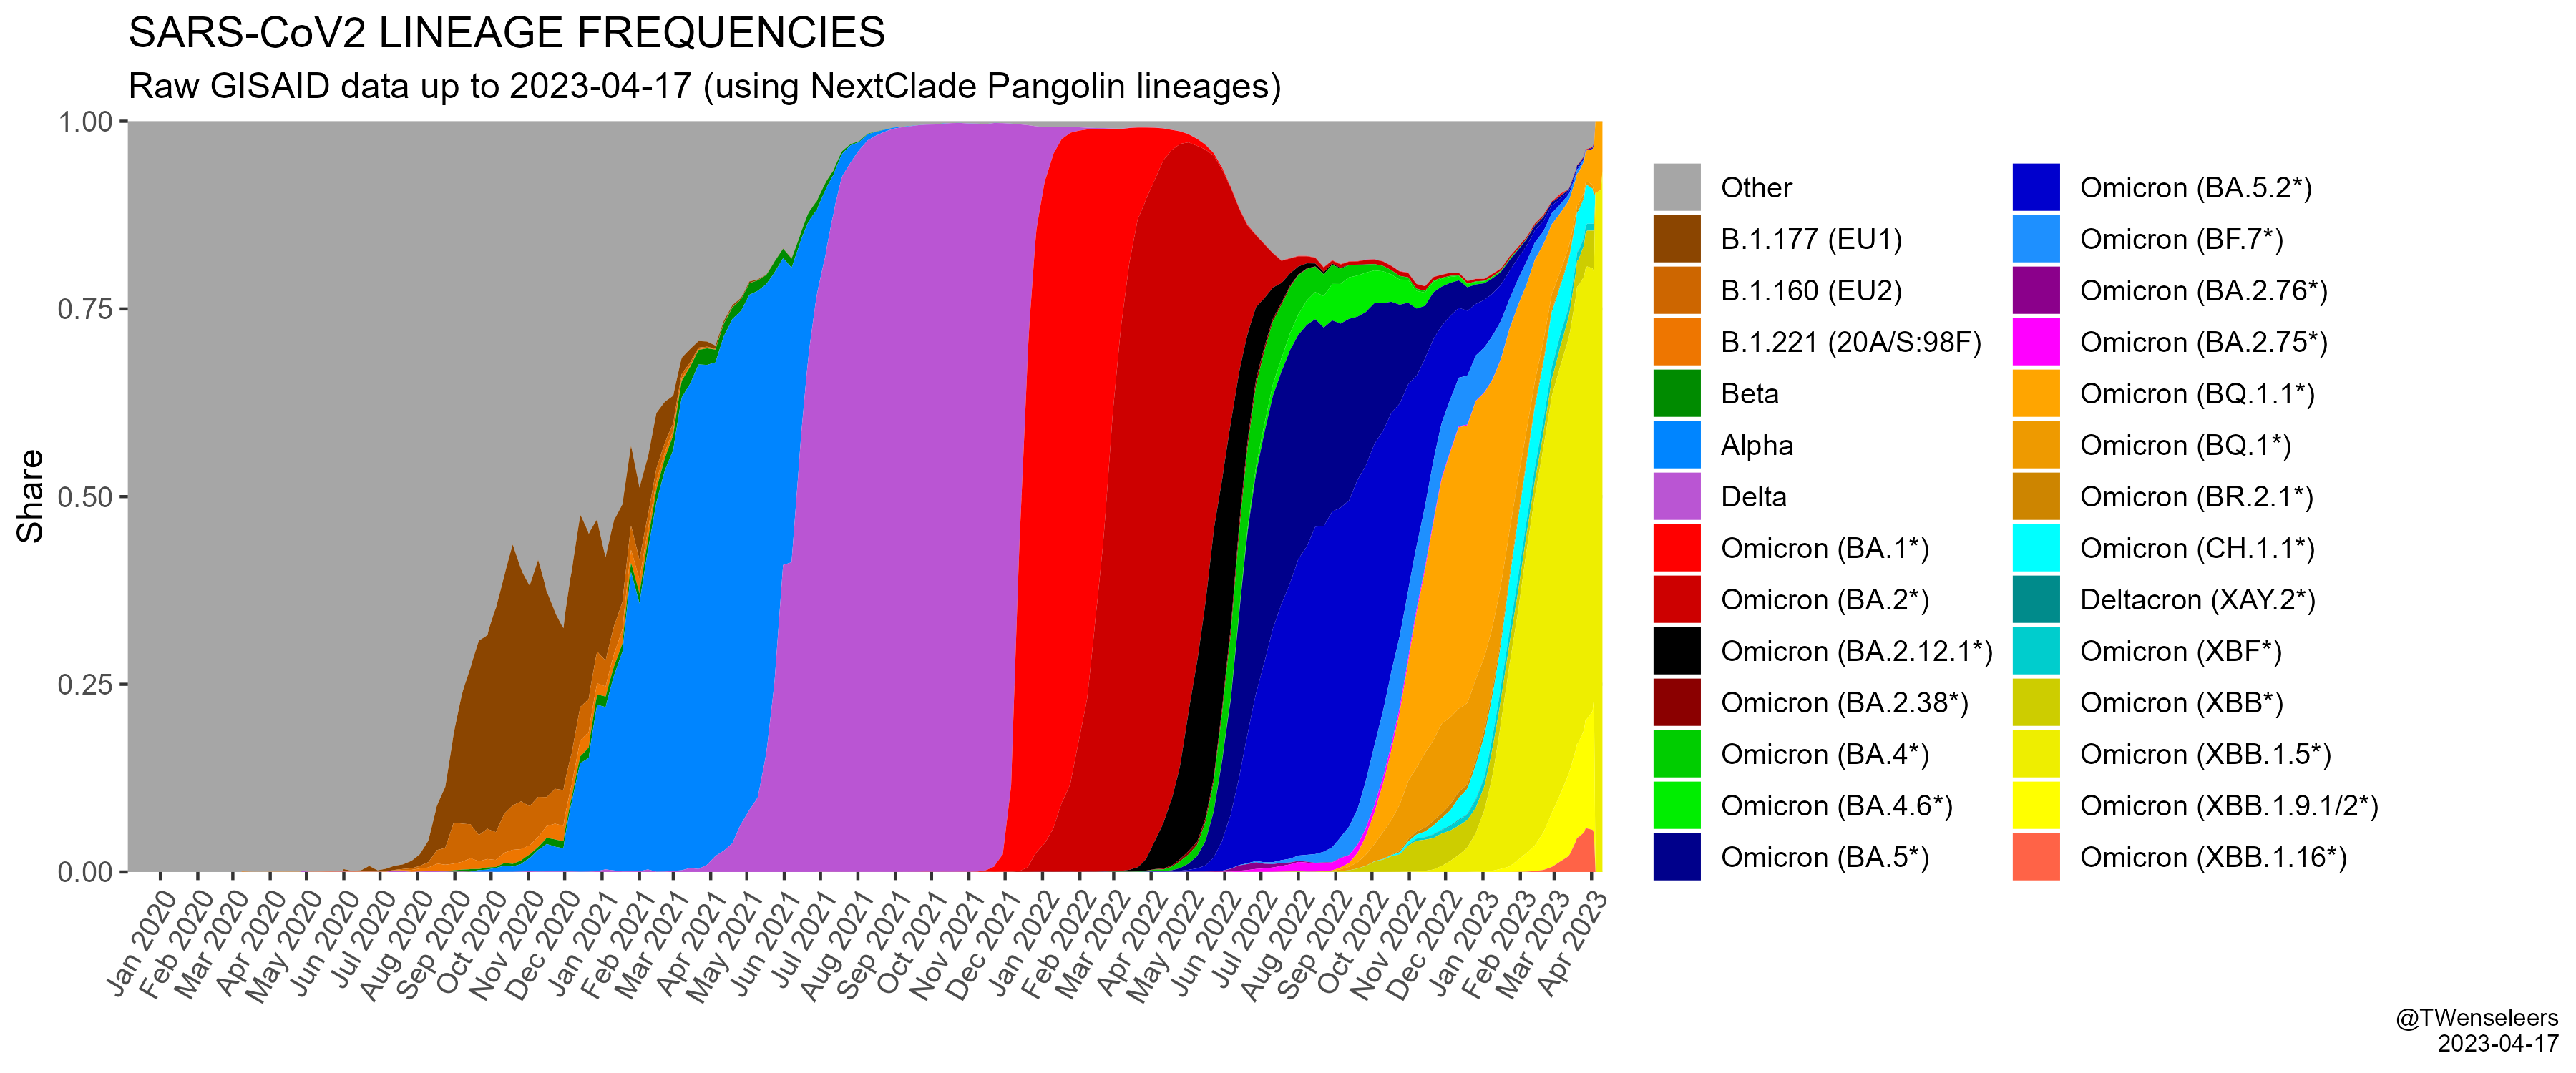 SARS-CoV2 LINEAGE FREQUENCIES
Raw GISAID data up to 2023-04-17 (using NextClade Pangolin lineages)
Share
1.00
0.75
0.50
0.25
0.00
Jan 2020
Feb 2020
Mar 2020
Apr 2020
May 2020
Jun 2020
Jul 2020
Aug 2020
Sep 2020
Oct 2020
Nov 2020
Dec 2020
Jan 2021
Feb 2021
Mar 2021
Apr 2021
May 2021
Jun 2021
Jul 2021
Aug 2021
Sep 2021
Oct 2021
Nov 2021
Dec 2021
Jan 2022
Feb 2022
Mar 2022
Apr 2022
May 2022
Jun 2022
Jul 2022
Aug 2022
Sep 2022
Oct 2022
Nov 2022
Dec 2022
Jan 2023
Feb 2023
Mar 2023
Apr 2023
Other
B.1.177 (EU1)
B.1.160 (EU2)
B.1.221 (20A/S:98F)
Beta
Alpha
Delta
Omicron (BA.1*)
Omicron (BA.2*)
Omicron (BA.2.12.1*)
Omicron (BA.2.38*)
Omicron (BA.4*)
Omicron (BA.4.6*)
Omicron (BA.5*)
Omicron (BA.5.2*)
Omicron (BF.7*)
Omicron (BA.2.76*)
Omicron (BA.2.75*)
Omicron (BQ.1.1*)
Omicron (BQ.1*)
Omicron (BR.2.1*)
Omicron (CH.1.1*)
Deltacron (XAY.2*)
Omicron (XBF*)
Omicron (XBB*)
Omicron (XBB.1.5*)
Omicron (XBB.1.9.1/2*)
Omicron (XBB.1.16*)
@TWenseleers
2023-04-17